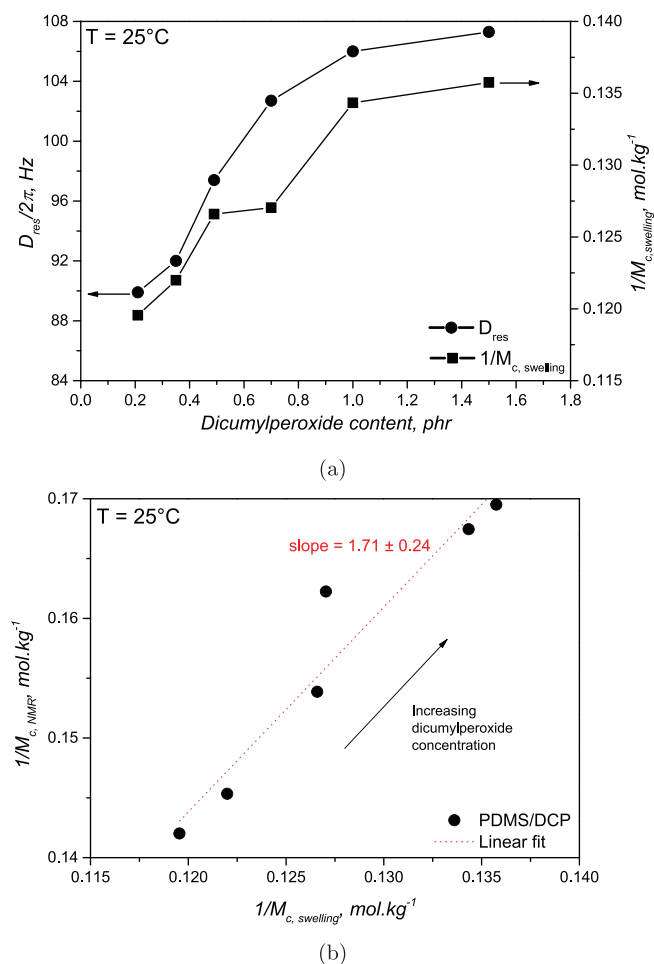 T = 25°C
108
104
100
96
92
88
84
D_res/2π, Hz
0.140
0.135
0.130
0.125
0.120
0.115
1/M_c,swelling, mol.kg⁻¹
D_res
1/M_c, swelling
0.0 0.2 0.4 0.6 0.8 1.0 1.2 1.4 1.6 1.8
Dicumylperoxide content, phr
(a)
T = 25°C
0.17
0.16
0.15
0.14
1/M_c, NMR, mol.kg⁻¹
slope = 1.71 ± 0.24
Increasing
dicumylperoxide
concentration
PDMS/DCP
Linear fit
0.115 0.120 0.125 0.130 0.135 0.140
1/M_c, swelling, mol.kg⁻¹
(b)